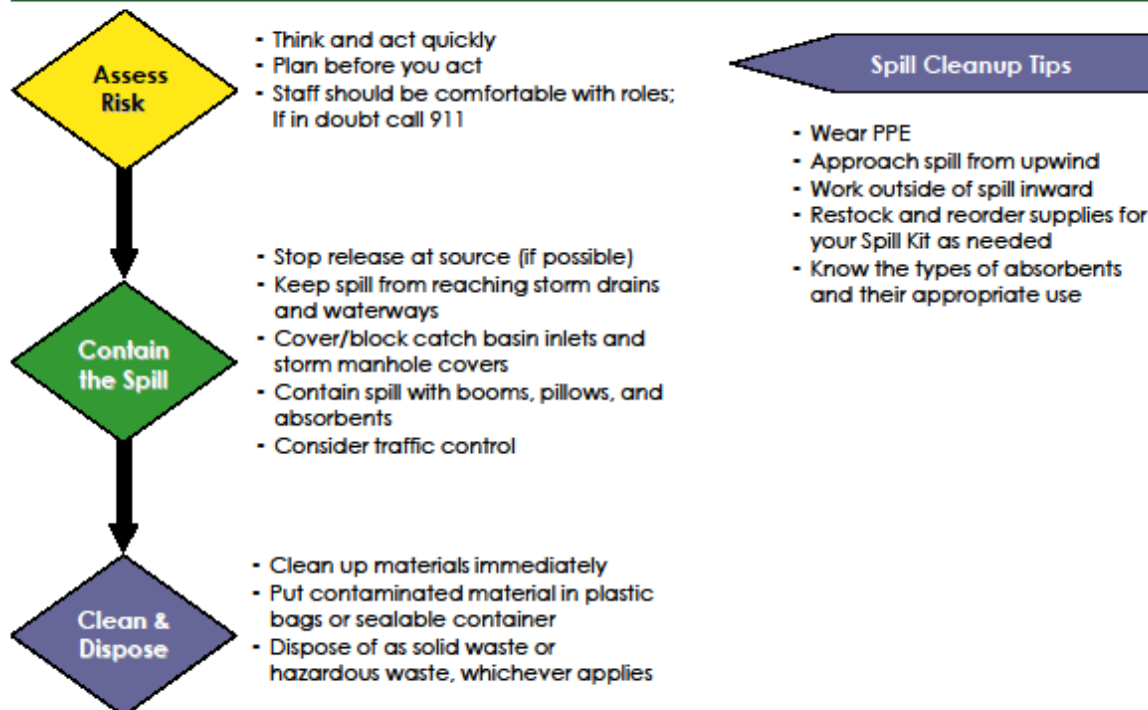 Assess
Risk
- Think and act quickly
- Plan before you act
- Staff should be comfortable with roles;
If in doubt call 911
Contain
the Spill
- Stop release at source (if possible)
- Keep spill from reaching storm drains
and waterways
- Cover/block catch basin inlets and
storm manhole covers
- Contain spill with booms, pillows, and
absorbents
- Consider traffic control
Clean &
Dispose
- Clean up materials immediately
- Put contaminated material in plastic
bags or sealable container
- Dispose of as solid waste or
hazardous waste, whichever applies
Spill Cleanup Tips
- Wear PPE
- Approach spill from upwind
- Work outside of spill inward
- Restock and reorder supplies for
your Spill Kit as needed
- Know the types of absorbents
and their appropriate use